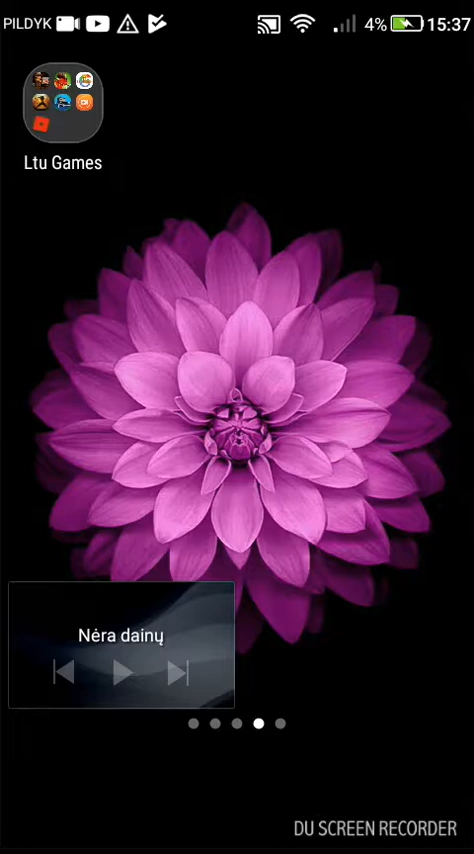 PILDYK 4% 15:37
Ltu Games
Nėra dainų
DU SCREEN RECORDER